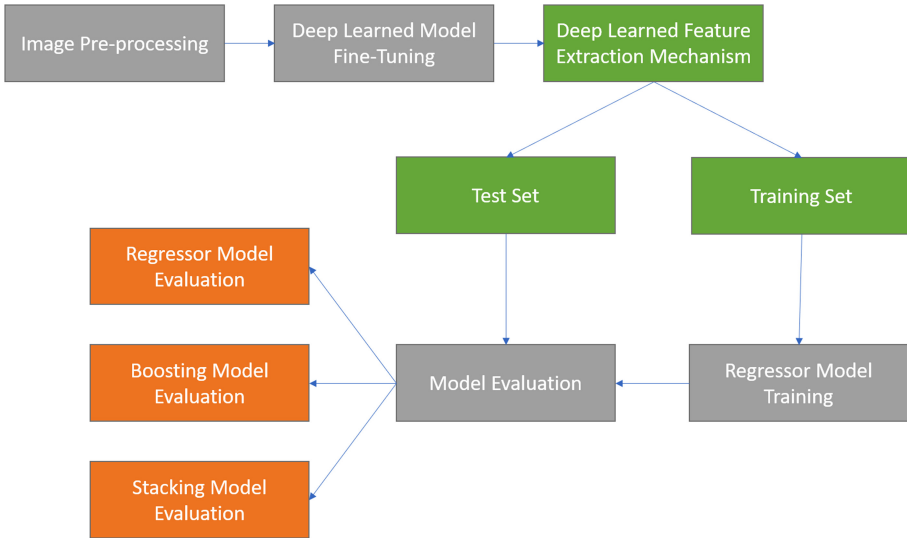 Image Pre-processing
Deep Learned Model
Fine-Tuning
Deep Learned Feature
Extraction Mechanism
Test Set
Training Set
Regressor Model
Evaluation
Boosting Model
Evaluation
Model Evaluation
Regressor Model
Training
Stacking Model
Evaluation